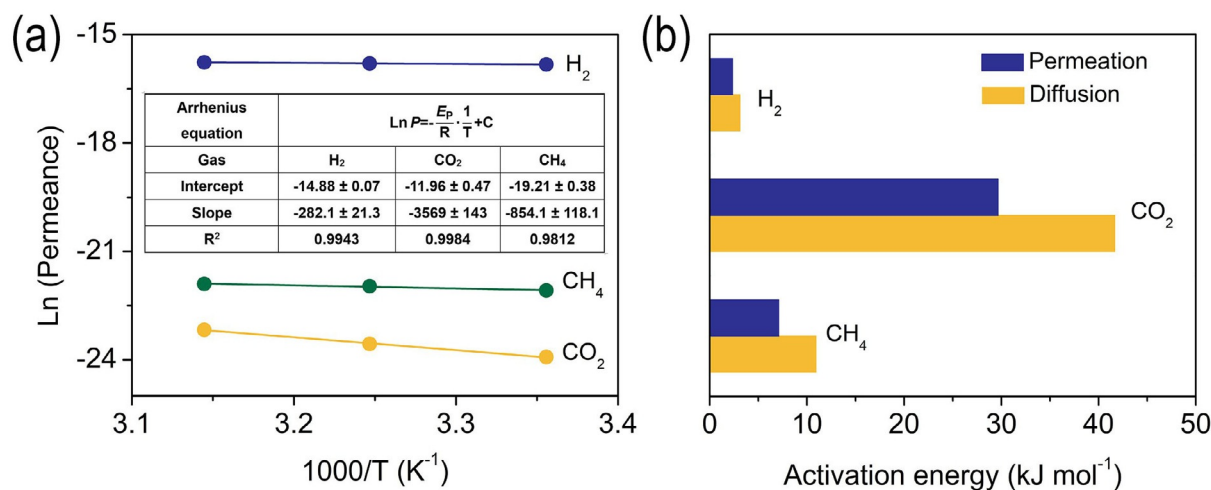 (a)
-15
-18
-21
-24
Ln (Permeance)
H₂
CH₄
CO₂
Arrhenius equation
Ln P=-E_P/R·1/T+C
Gas H₂ CO₂ CH₄
Intercept -14.88 ± 0.07 -11.96 ± 0.47 -19.21 ± 0.38
Slope -282.1 ± 21.3 -3569 ± 143 -854.1 ± 118.1
R² 0.9943 0.9984 0.9812
3.1 3.2 3.3 3.4
1000/T (K⁻¹)
(b)
Permeation
Diffusion
H₂
CO₂
CH₄
0 10 20 30 40 50
Activation energy (kJ mol⁻¹)